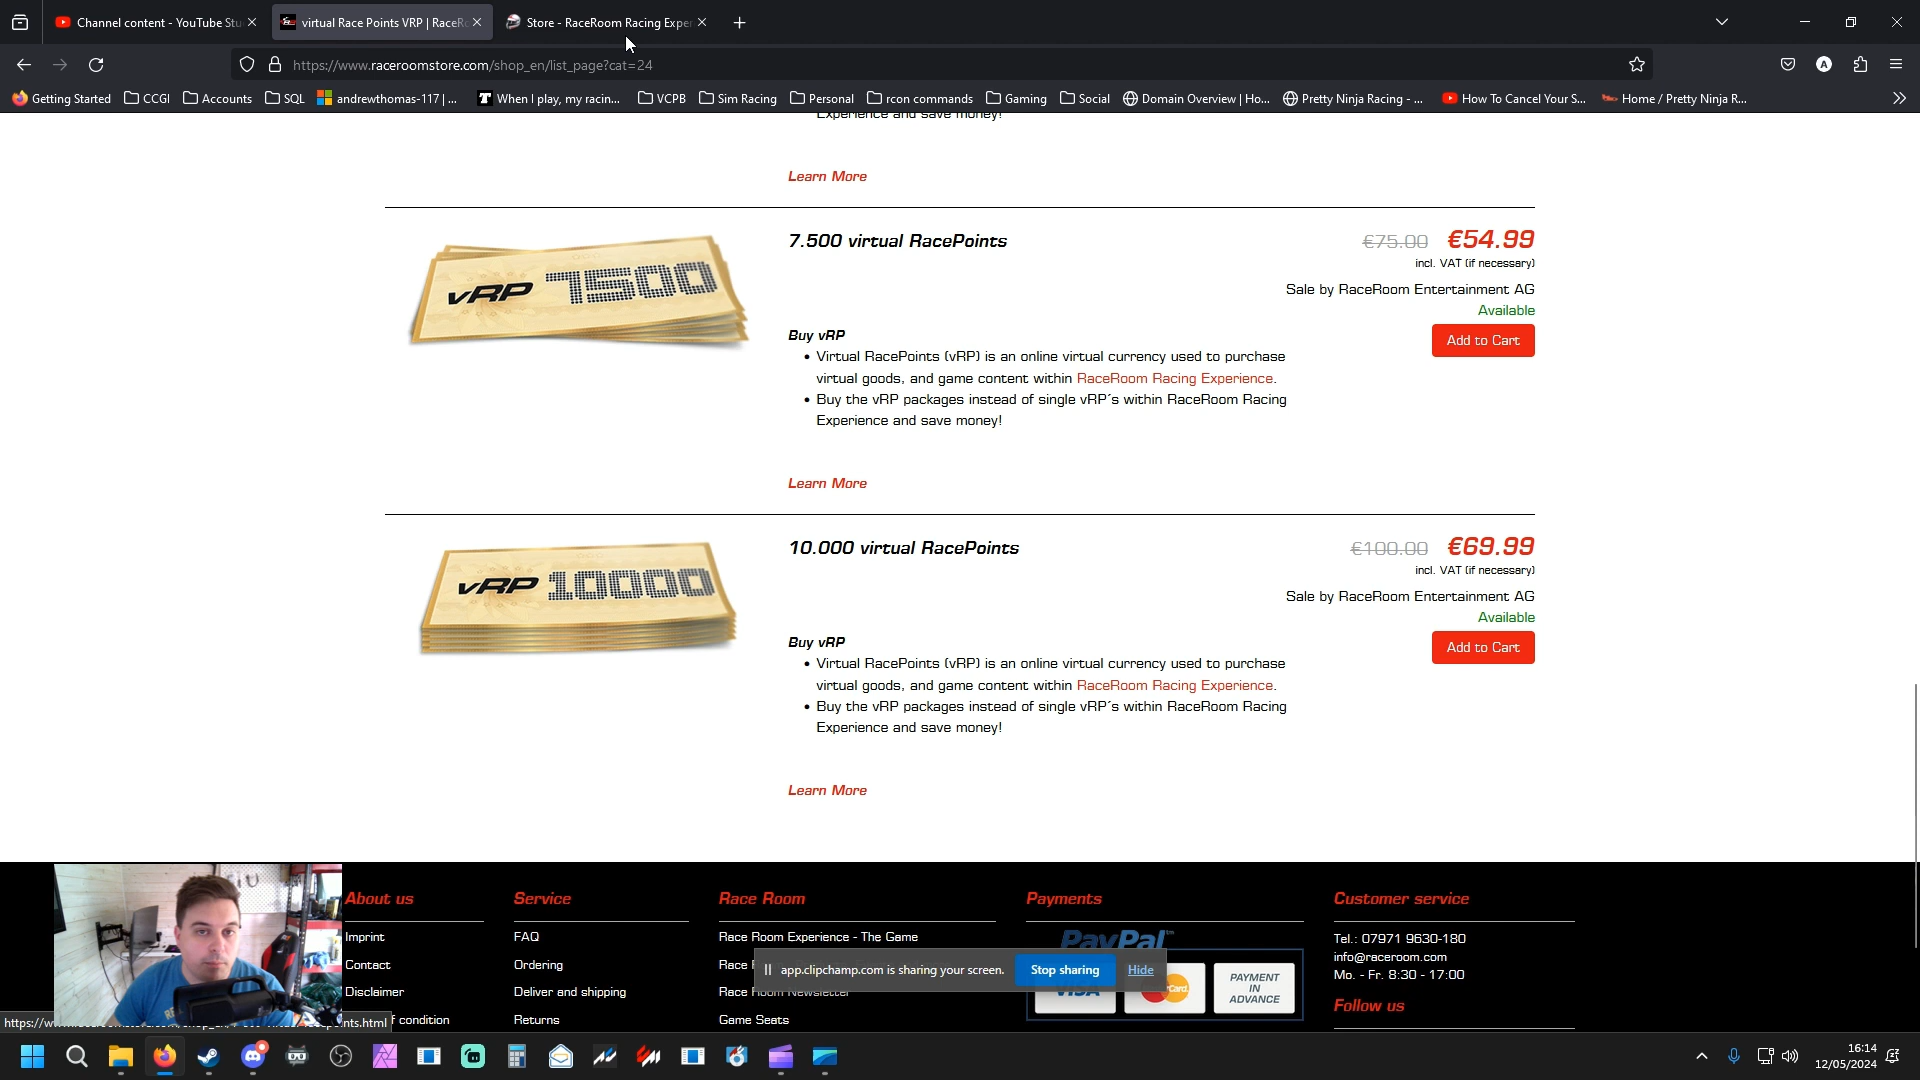 Channel content - YouTube Stu
virtual Race Points VRP | RaceR
Store - RaceRoom Racing Exper
https://www.raceroomstore.com/shop_en/list_page?cat=24
Getting Started
CCGI
Accounts
SQL
andrewthomas-117 | ...
When I play, my racin...
VCPB
Sim Racing
Personal
rcon commands
Gaming
Social
Domain Overview | Ho...
Pretty Ninja Racing - ...
How To Cancel Your S...
Home / Pretty Ninja R...
Experience and save money!
Learn More
vRP 7500
7.500 virtual RacePoints
€75.00 €54.99
incl. VAT (if necessary)
Sale by RaceRoom Entertainment AG
Available
Add to Cart
Buy vRP
• Virtual RacePoints (vRP) is an online virtual currency used to purchase
virtual goods, and game content within RaceRoom Racing Experience.
• Buy the vRP packages instead of single vRP´s within RaceRoom Racing
Experience and save money!
Learn More
vRP 10000
10.000 virtual RacePoints
€100.00 €69.99
incl. VAT (if necessary)
Sale by RaceRoom Entertainment AG
Available
Add to Cart
Buy vRP
• Virtual RacePoints (vRP) is an online virtual currency used to purchase
virtual goods, and game content within RaceRoom Racing Experience.
• Buy the vRP packages instead of single vRP´s within RaceRoom Racing
Experience and save money!
Learn More
About us
Imprint
Contact
Disclaimer
f condition
Service
FAQ
Ordering
Deliver and shipping
Returns
Race Room
Race Room Experience - The Game
Race
Race Room Newsletter
Game Seats
Payments
PayPal
VISA
MasterCard
PAYMENT
IN
ADVANCE
Customer service
Tel.: 07971 9630-180
info@raceroom.com
Mo. - Fr. 8:30 - 17:00
Follow us
app.clipchamp.com is sharing your screen.
Stop sharing
Hide
16:14
12/05/2024